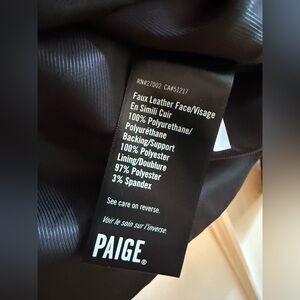 RN#27002 CA#51217
Faux Leather Face/Visage
En Simili Cuir
100% Polyurethane/
Polyuréthane
Backing/Support
100% Polyester
Lining/Doublure
97% Polyester
3% Spandex
See care on reverse.
Voir le soin sur l'inverse.
PAIGE®